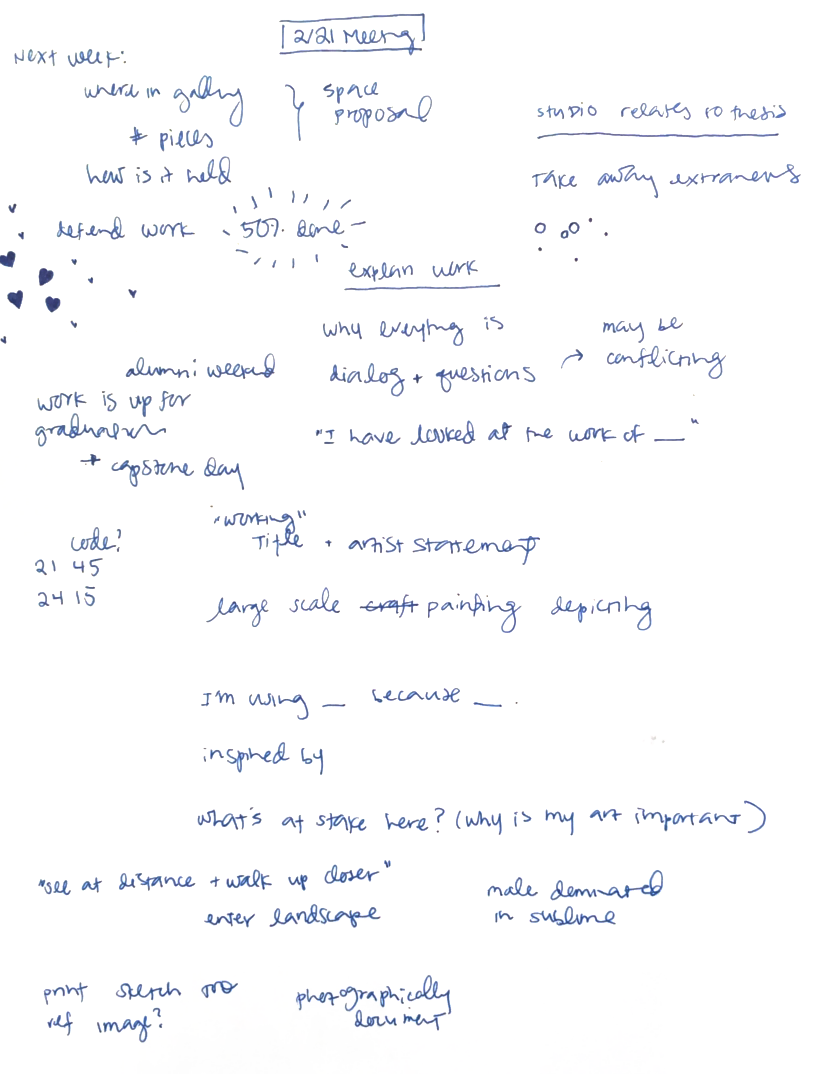 2/21 Meeting
Next week:
where in gallery
space
proposal
# pieces
how is it held
studio relates to thesis
Take away extraneous
defend work
50% done
explain work
why everything is
dialog + questions → may be
conflicting
"I have looked at the work of __"
alumni weekend
work is up for
graduation
+ capstone day
code?
21 45
24 15
"working"
Title + artist statement
large scale craft painting depicting
I'm using __ because __.
inspired by
what's at stake here? (why is my art important)
"see at distance + walk up closer"
enter landscape
male dominated
in sublime
print sketch
ref image?
photographically
document